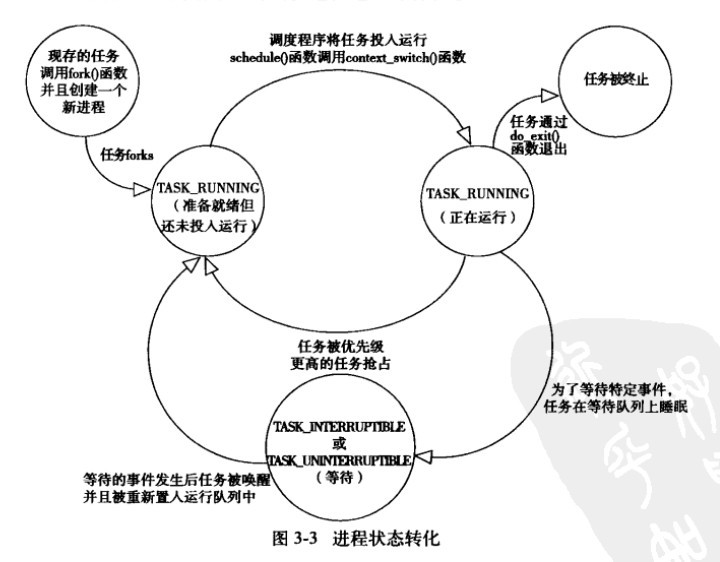 现存的任务
调用fork()函数
并且创建一个
新进程
调度程序将任务投入运行
schedule()函数调用context_switch()函数
任务被终止
任务forks
任务通过
do_exit()
函数退出
TASK_RUNNING
（准备就绪但
还未投入运行）
TASK_RUNNING
（正在运行）
任务被优先级
更高的任务抢占
为了等待特定事件，
任务在等待队列上睡眠
TASK_INTERRUPTIBLE
或
TASK_UNINTERRUPTIBLE
（等待）
等待的事件发生后任务被唤醒
并且被重新置入运行队列中
图 3-3 进程状态转化